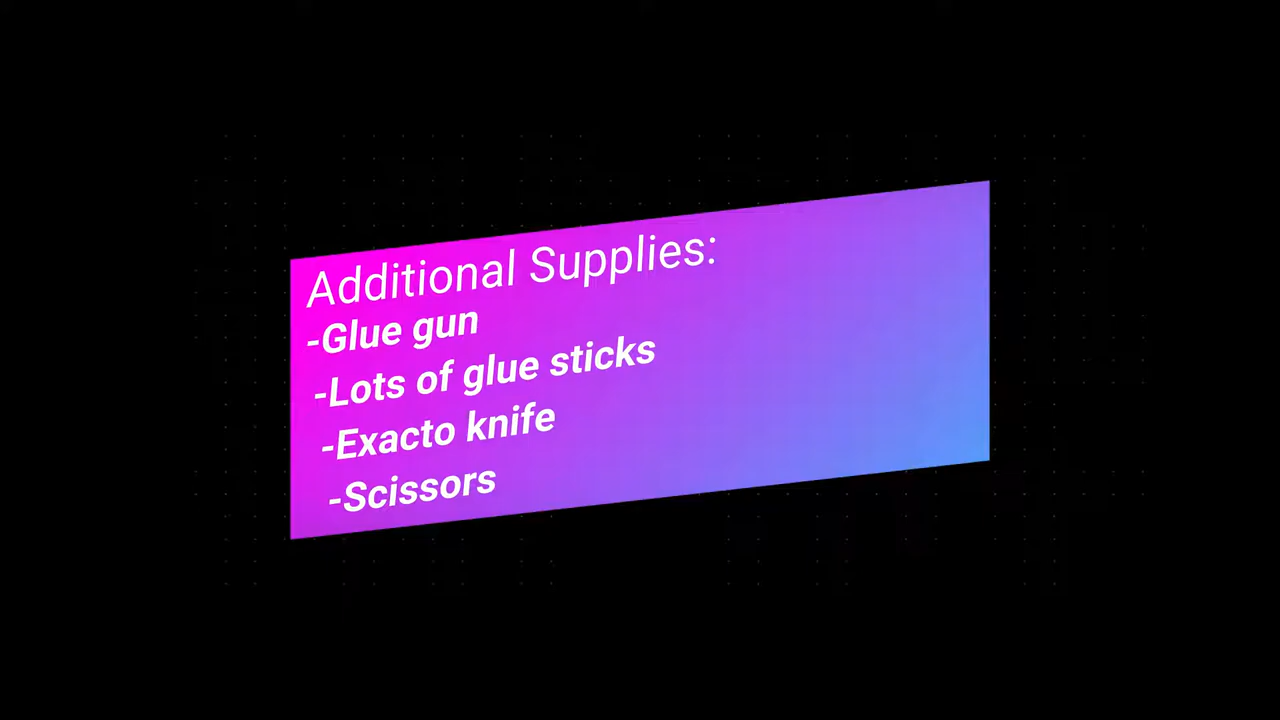 Additional Supplies:
-Glue gun
-Lots of glue sticks
-Exacto knife
-Scissors